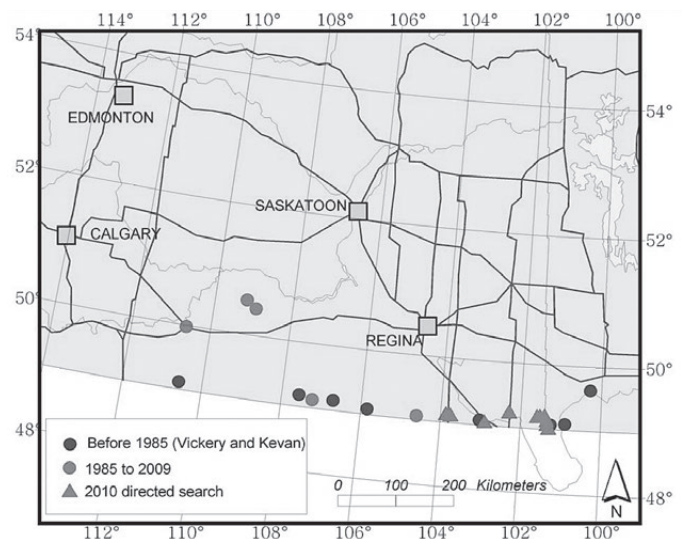 114° 112° 110° 108° 106° 104° 102° 100°
54°
54°
EDMONTON
52°
SASKATOON
CALGARY
52°
50°
REGINA
50°
48°
Before 1985 (Vickery and Kevan)
1985 to 2009
2010 directed search
0 100 200 Kilometers
N
48°
112° 110° 108° 106° 104° 102° 100°